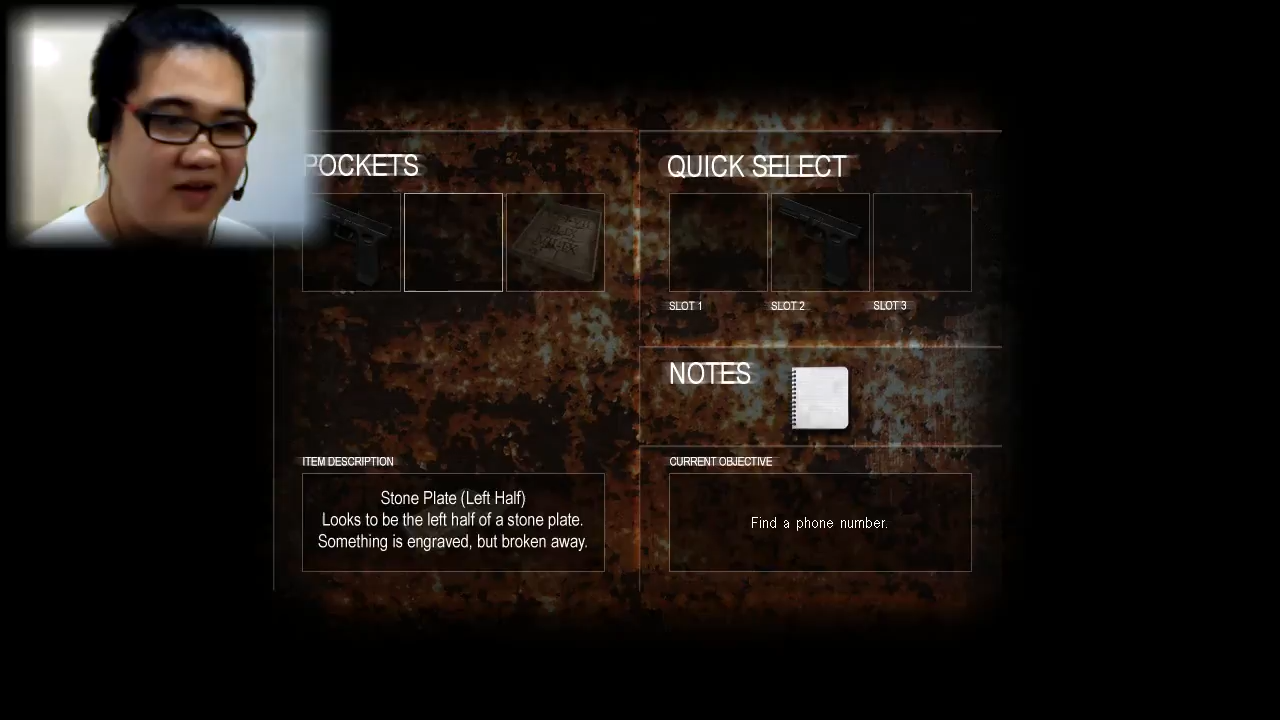 POCKETS
QUICK SELECT
SLOT 1
SLOT 2
SLOT 3
NOTES
ITEM DESCRIPTION
Stone Plate (Left Half)
Looks to be the left half of a stone plate.
Something is engraved, but broken away.
CURRENT OBJECTIVE
Find a phone number.